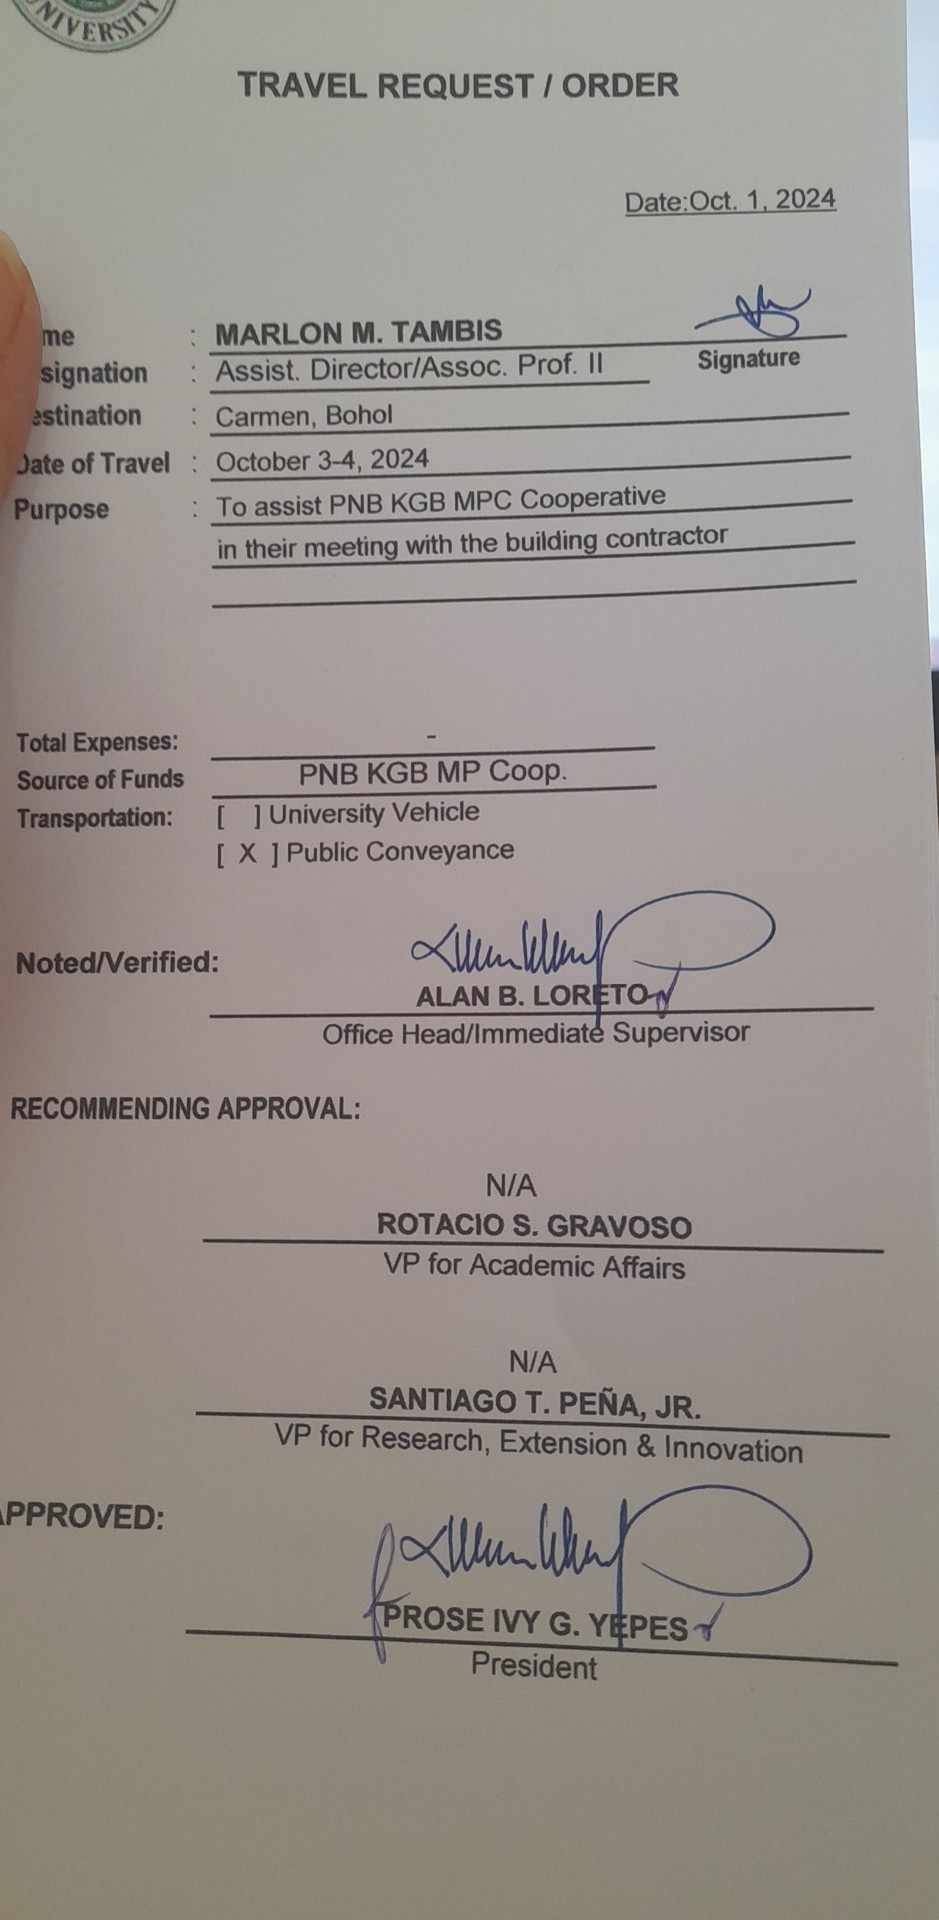 UNIVERSITY
TRAVEL REQUEST / ORDER
Date:Oct. 1, 2024
me : MARLON M. TAMBIS
signation : Assist. Director/Assoc. Prof. II Signature
estination : Carmen, Bohol
Date of Travel : October 3-4, 2024
Purpose : To assist PNB KGB MPC Cooperative
in their meeting with the building contractor
Total Expenses: -
Source of Funds PNB KGB MP Coop.
Transportation: [ ] University Vehicle
[ X ] Public Conveyance
Noted/Verified:
ALAN B. LORETO
Office Head/Immediate Supervisor
RECOMMENDING APPROVAL:
N/A
ROTACIO S. GRAVOSO
VP for Academic Affairs
N/A
SANTIAGO T. PEÑA, JR.
VP for Research, Extension & Innovation
APPROVED:
PROSE IVY G. YEPES
President